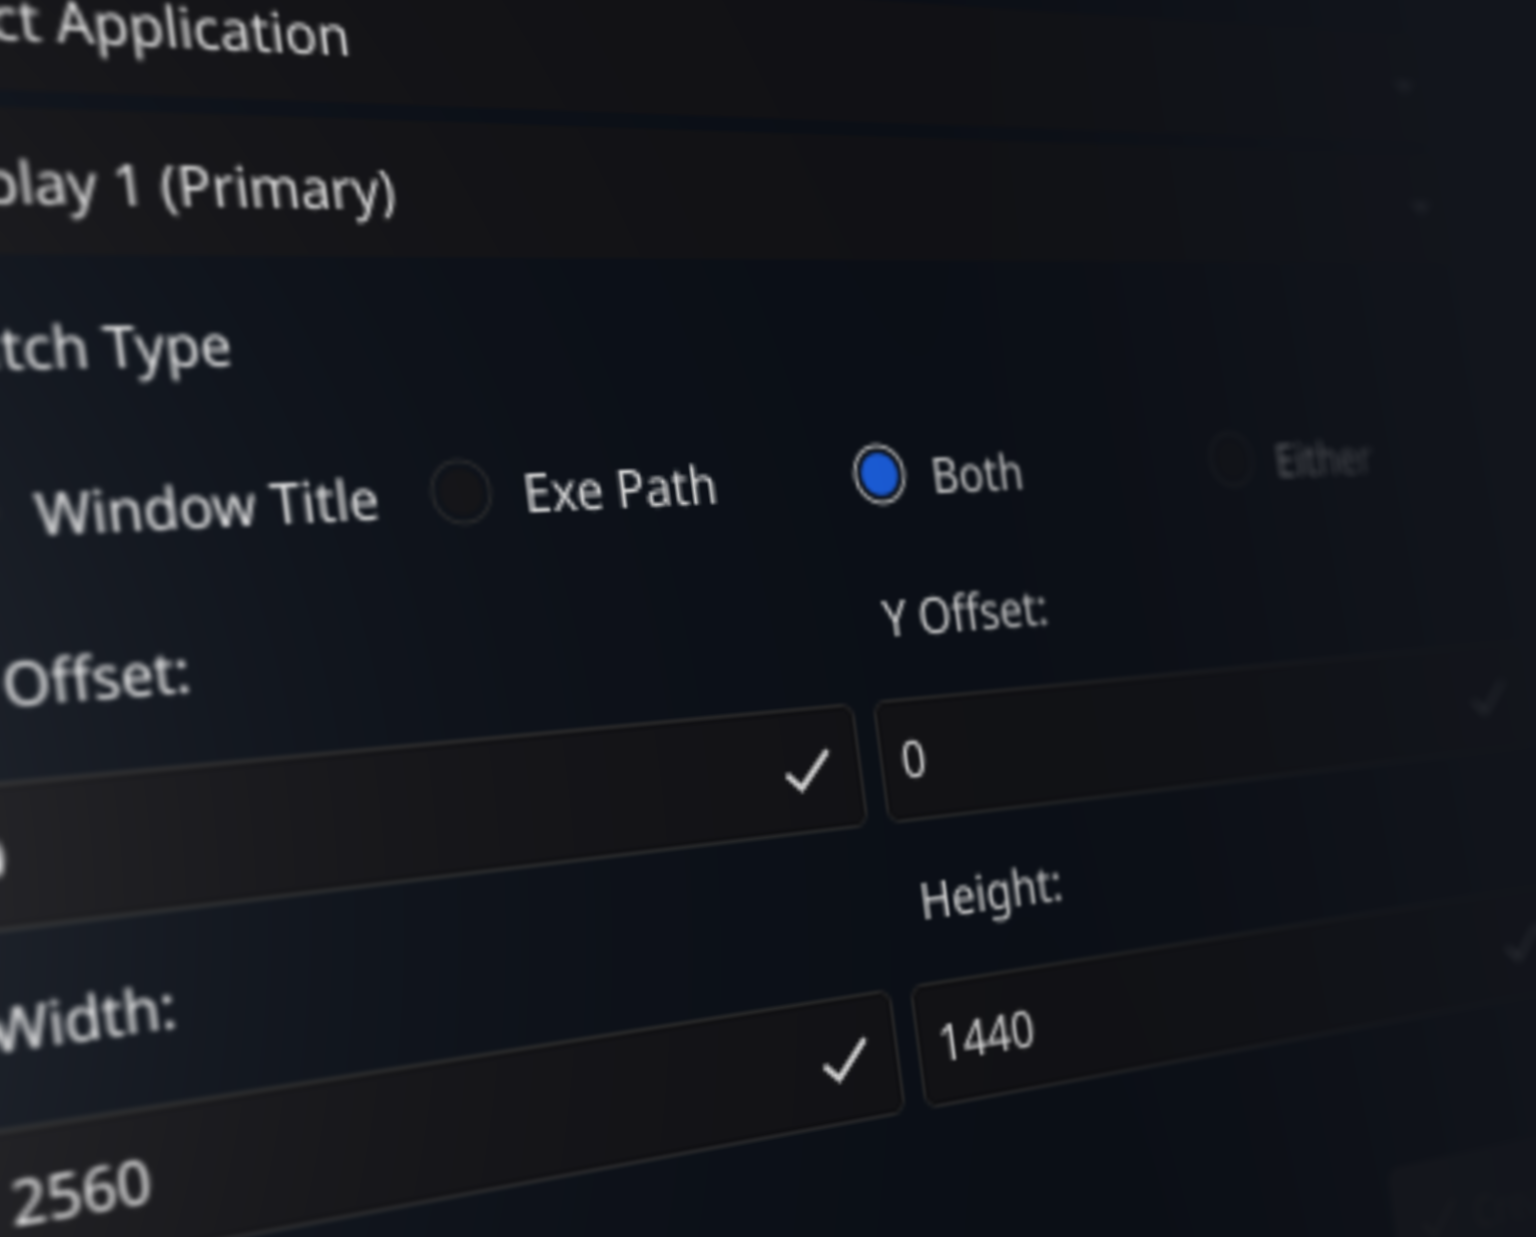 ct Application
play 1 (Primary)
tch Type
Window Title Exe Path Both Either
Offset: Y Offset:
0
Width: Height:
2560 1440